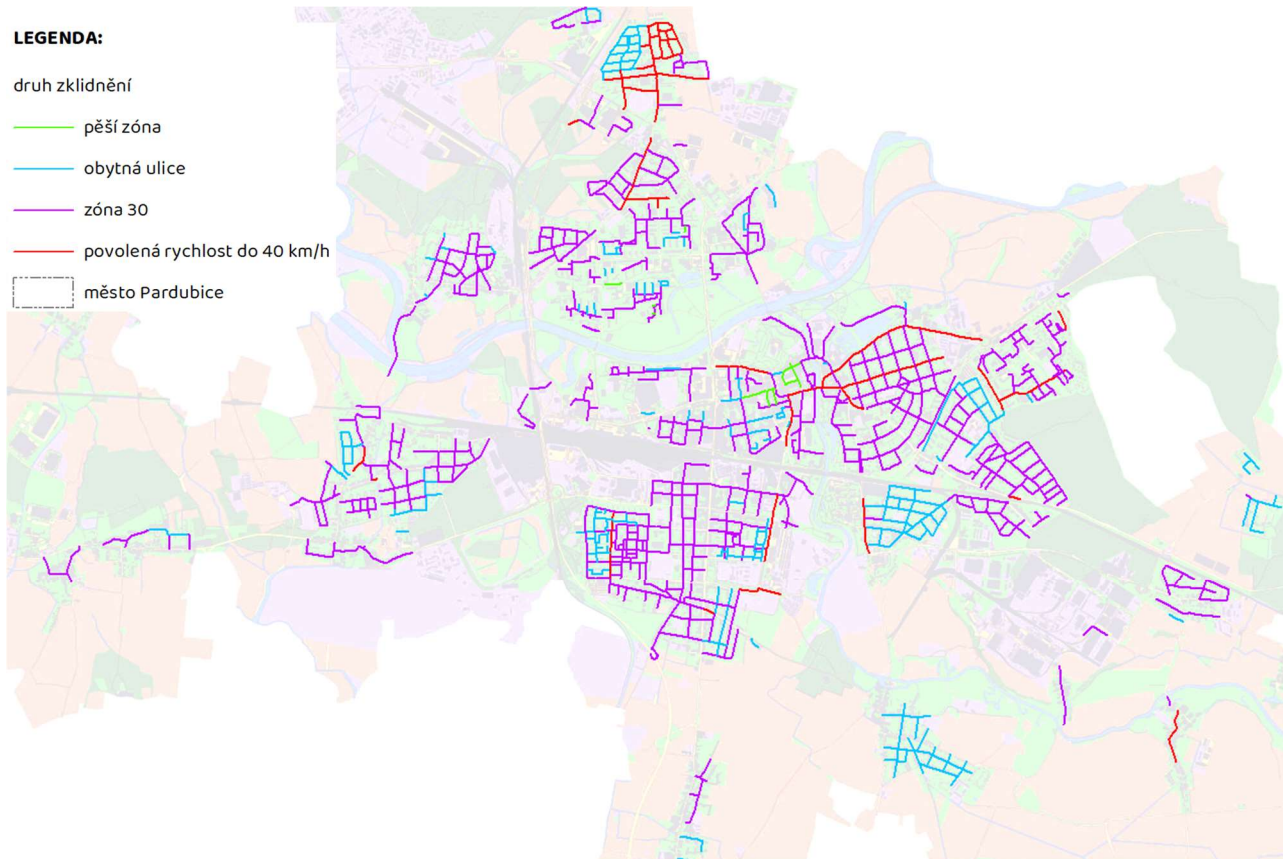 LEGENDA:
druh zklidnění
pěší zóna
obytná ulice
zóna 30
povolená rychlost do 40 km/h
město Pardubice